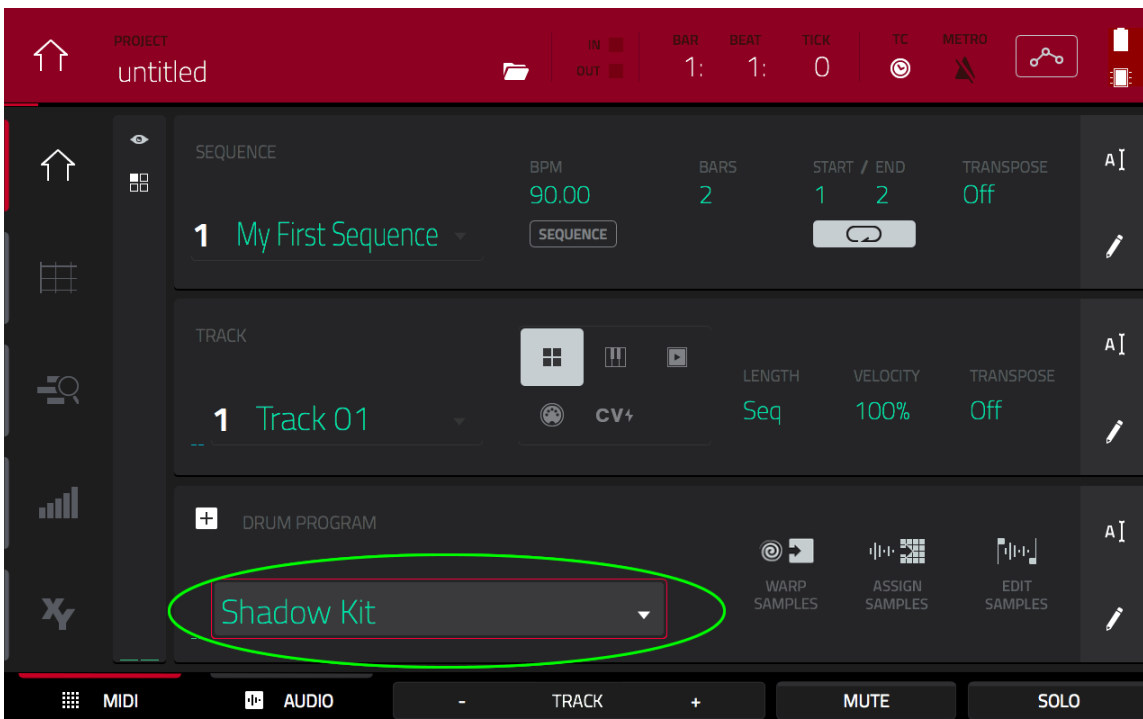 PROJECT
untitled
IN
OUT
BAR BEAT TICK TC METRO
1: 1: 0
SEQUENCE
1 My First Sequence
BPM
90.00
SEQUENCE
BARS
2
START / END
1 2
TRANSPOSE
Off
A
TRACK
1 Track 01
CV
LENGTH
Seq
VELOCITY
100%
TRANSPOSE
Off
A
DRUM PROGRAM
Shadow Kit
WARP
SAMPLES
ASSIGN
SAMPLES
EDIT
SAMPLES
A
XY
MIDI AUDIO - TRACK + MUTE SOLO